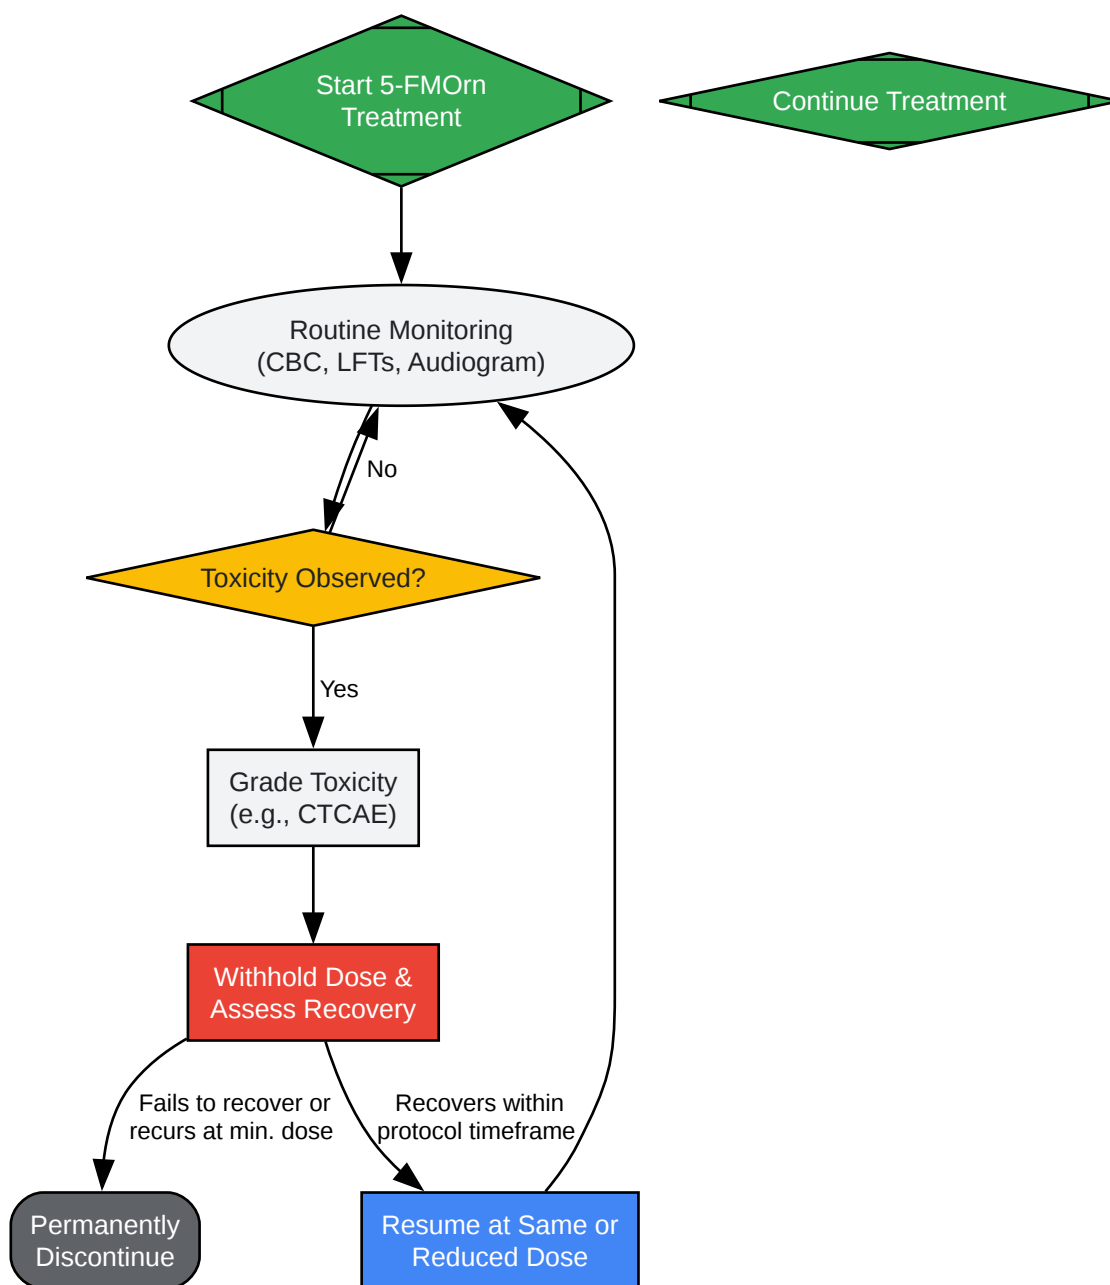 Start 5-FMOrn
Treatment
Continue Treatment
Routine Monitoring
(CBC, LFTs, Audiogram)
No
Toxicity Observed?
Yes
Grade Toxicity
(e.g., CTCAE)
Withhold Dose &
Assess Recovery
Fails to recover or
recurs at min. dose
Recovers within
protocol timeframe
Permanently
Discontinue
Resume at Same or
Reduced Dose